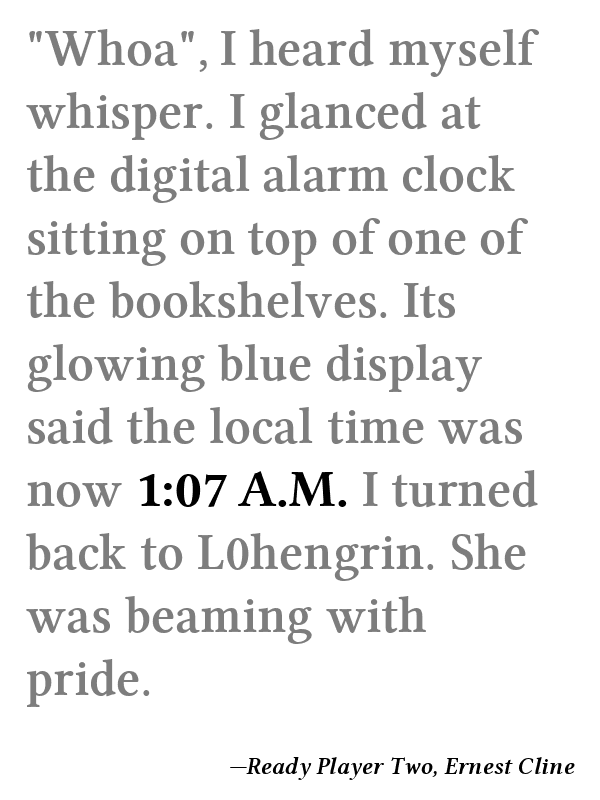 "Whoa", I heard myself
whisper. I glanced at
the digital alarm clock
sitting on top of one of
the bookshelves. Its
glowing blue display
said the local time was
now 1:07 A.M. I turned
back to L0hengrin. She
was beaming with
pride.
—Ready Player Two, Ernest Cline